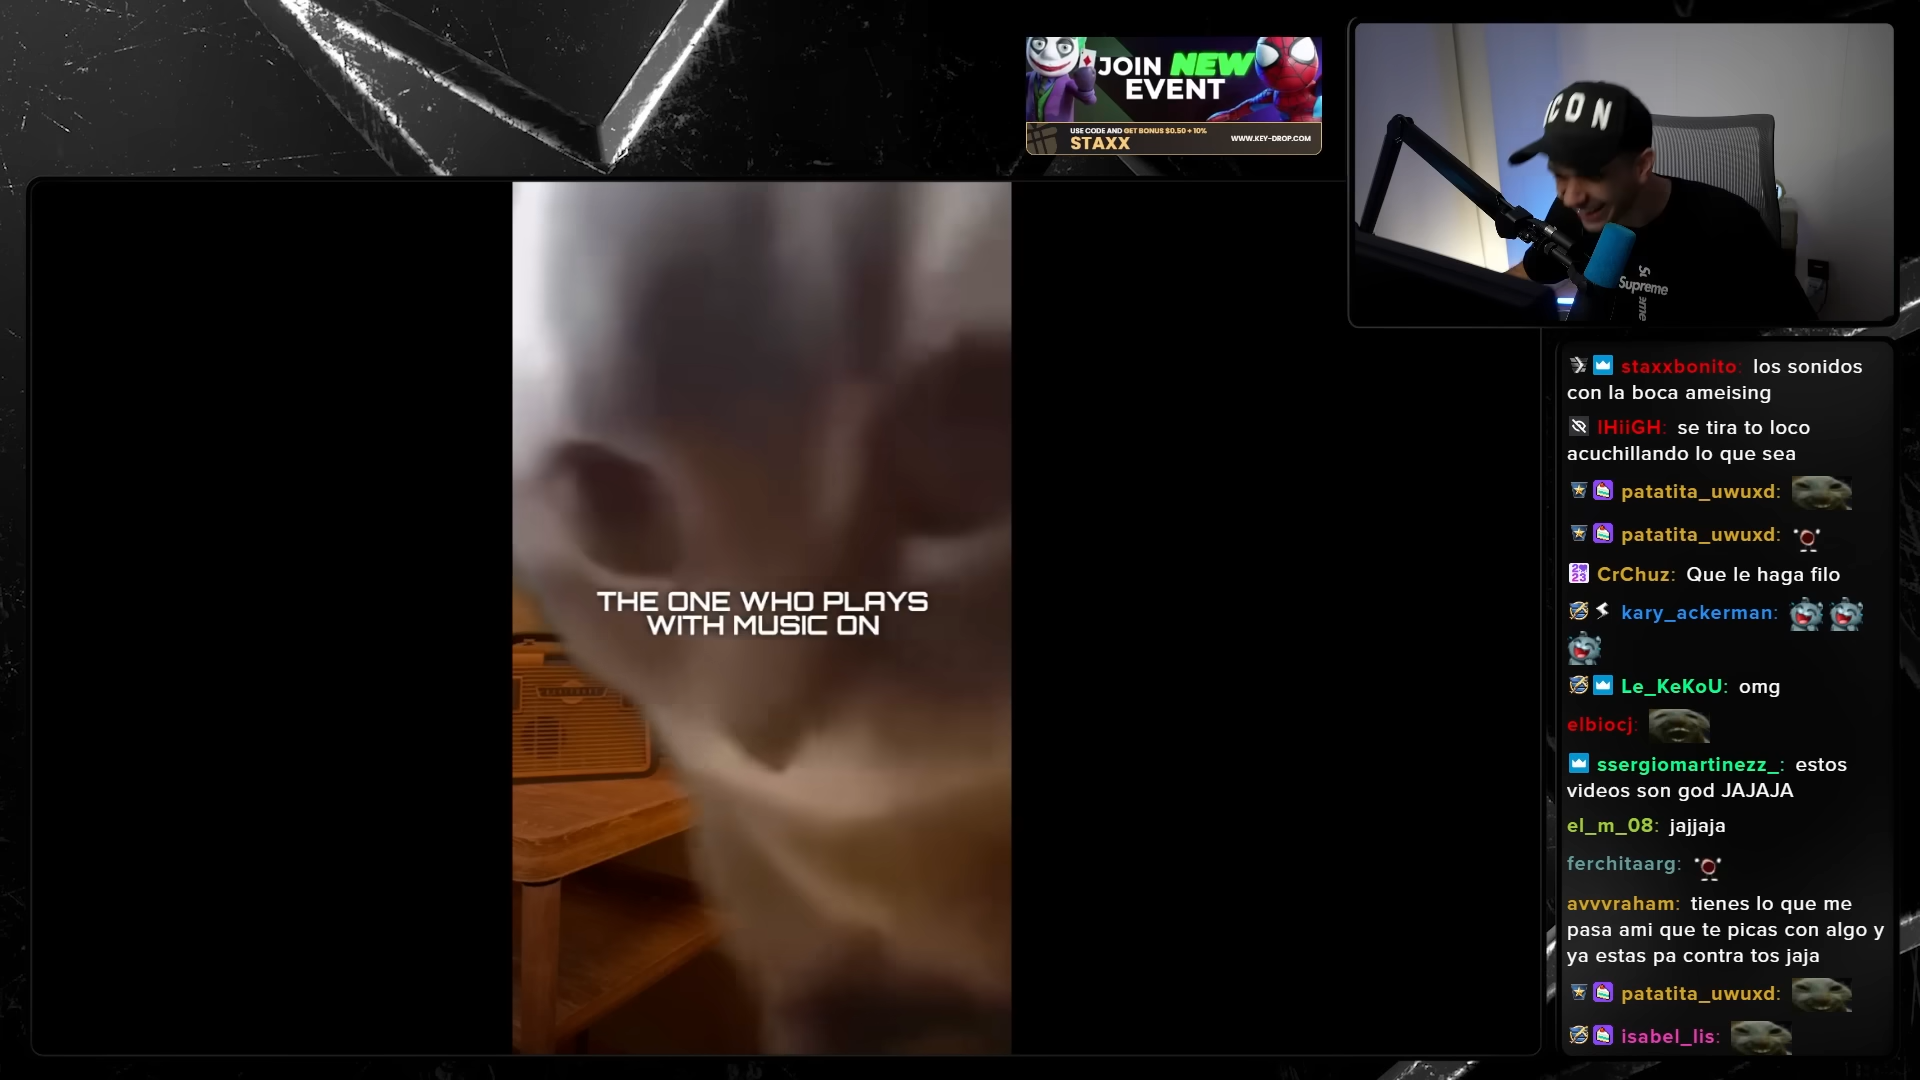 JOIN NEW
EVENT
USE CODE AND GET BONUS $0.50 + 10%
STAXX
WWW.KEY-DROP.COM
ICON
Supreme
THE ONE WHO PLAYS
WITH MUSIC ON
staxxbonito: los sonidos
con la boca ameising
IHiiGH: se tira to loco
acuchillando lo que sea
patatita_uwuxd:
patatita_uwuxd:
CrChuz: Que le haga filo
kary_ackerman:
Le_KeKoU: omg
elbiocj:
ssergiomartinezz_: estos
videos son god JAJAJA
el_m_08: jajjaja
ferchitaarg:
avvvraham: tienes lo que me
pasa ami que te picas con algo y
ya estas pa contra tos jaja
patatita_uwuxd:
isabel_lis: